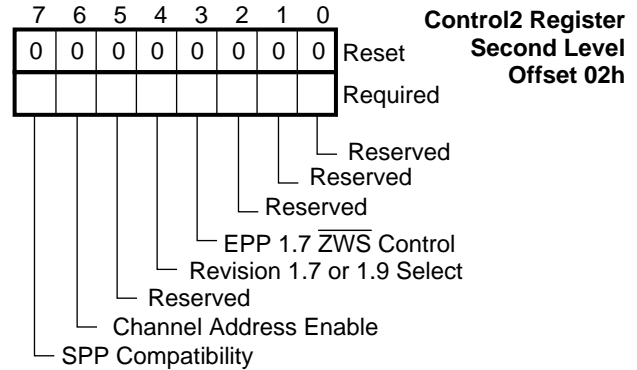 7 6 5 4 3 2 1 0
Control2 Register
Second Level
Offset 02h
0 0 0 0 0 0 0 0 Reset
Required
Reserved
Reserved
Reserved
EPP 1.7 ZWS Control
Revision 1.7 or 1.9 Select
Reserved
Channel Address Enable
SPP Compatibility